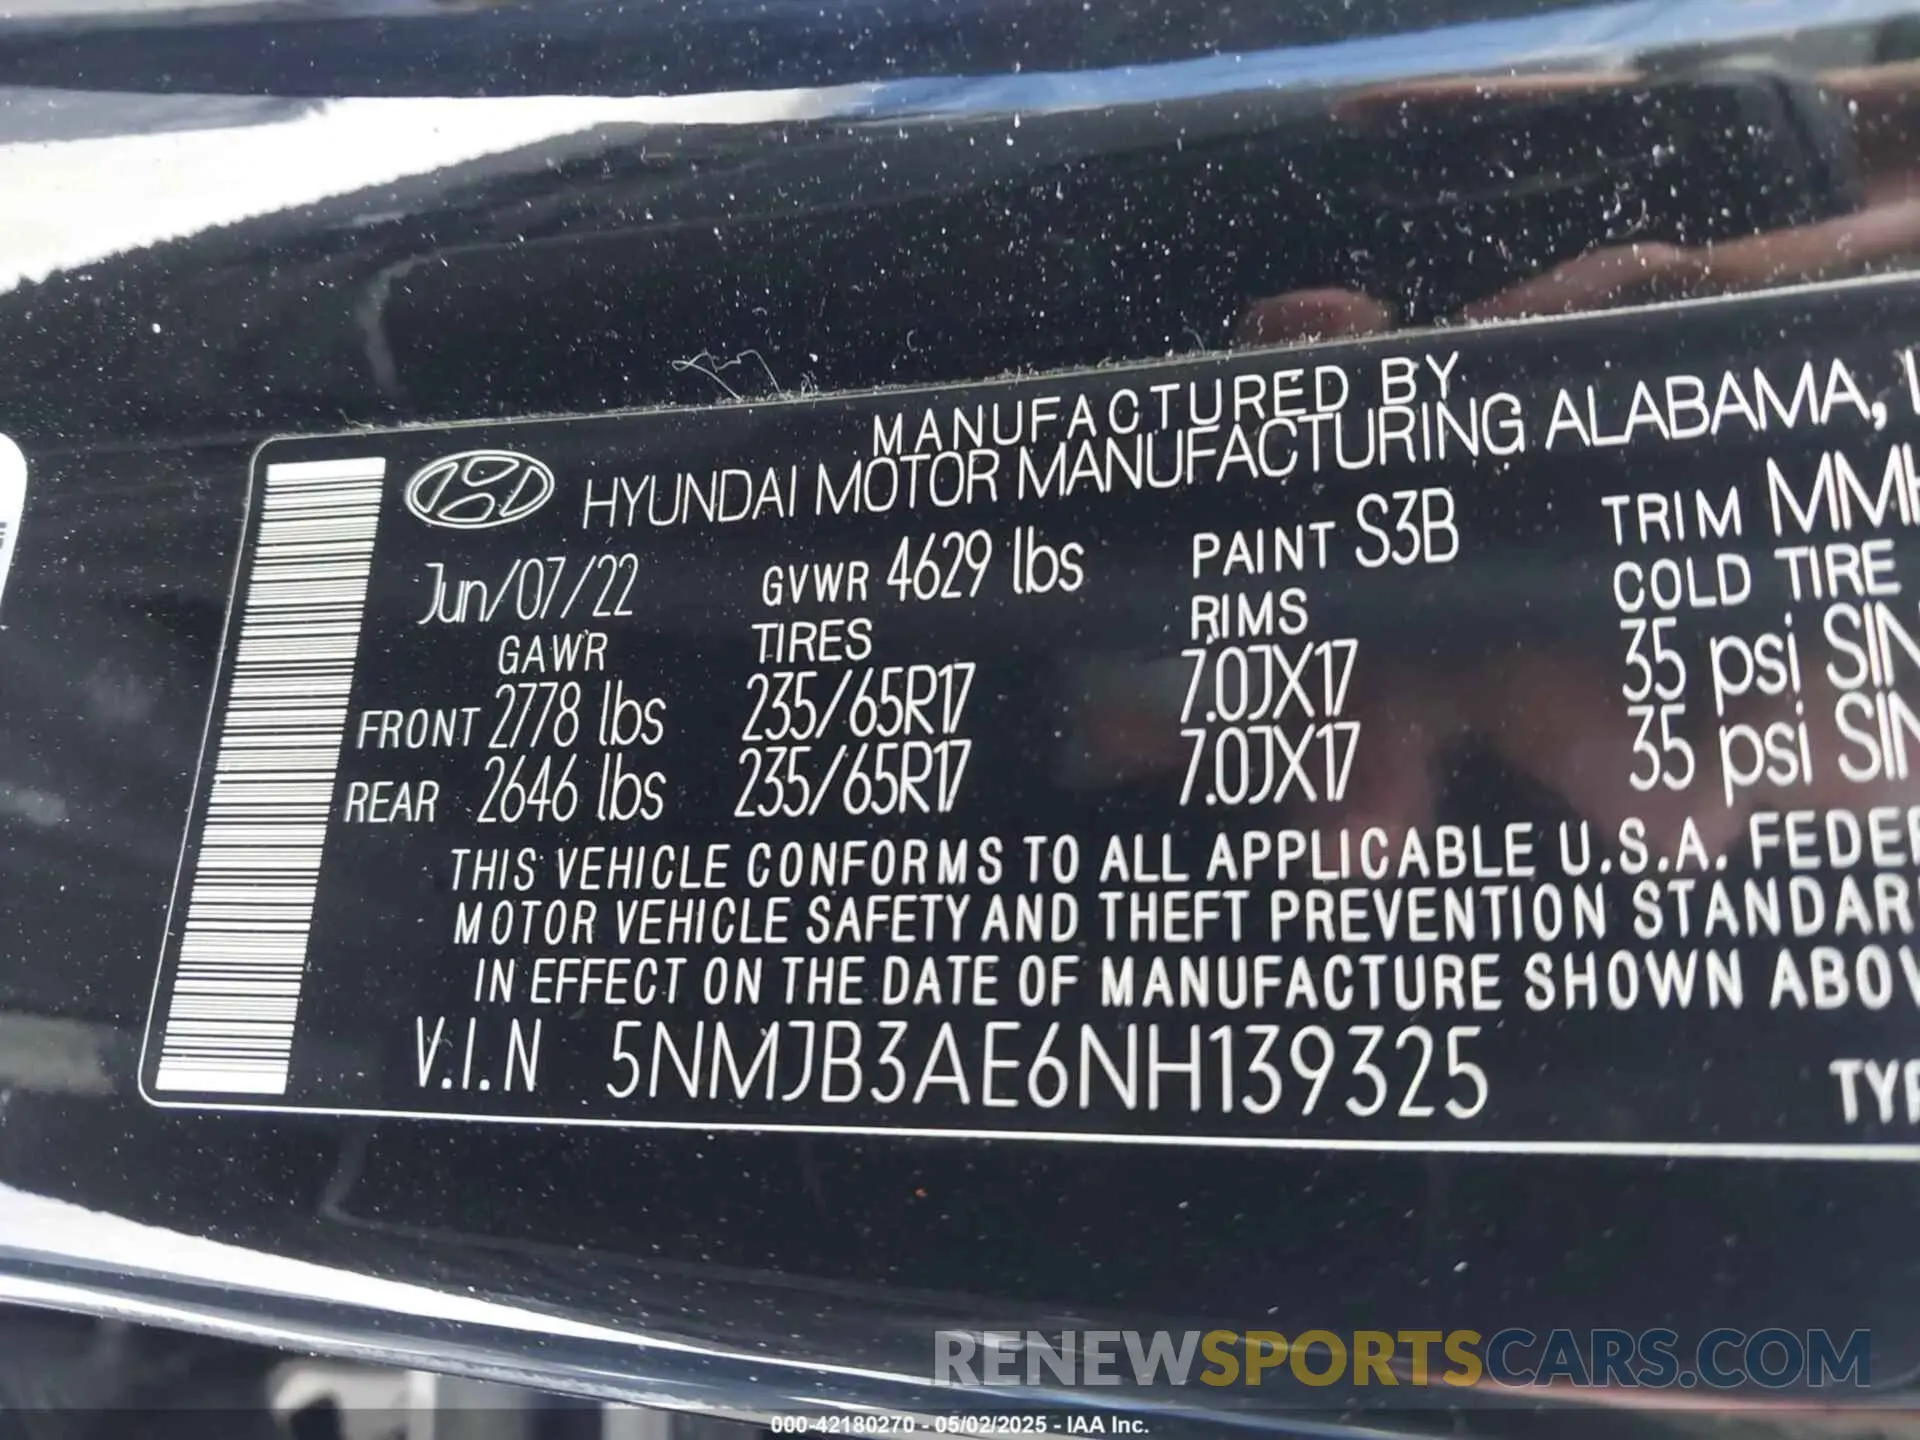 MANUFACTURED BY
HYUNDAI MOTOR MANUFACTURING ALABAMA,
Jun/07/22 GVWR 4629 lbs PAINT S3B TRIM
GAWR TIRES RIMS COLD TIRE
FRONT 2778 lbs 235/65R17 7.0JX17 35 psi
REAR 2646 lbs 235/65R17 7.0JX17 35 psi
THIS VEHICLE CONFORMS TO ALL APPLICABLE U.S.A.
MOTOR VEHICLE SAFETY AND THEFT PREVENTION
IN EFFECT ON THE DATE OF MANUFACTURE SHOWN
V.I.N 5NMJB3AE6NH139325
RENEWSPORTSCARS.COM
000-42180270 - 05/02/2025 - IAA Inc.